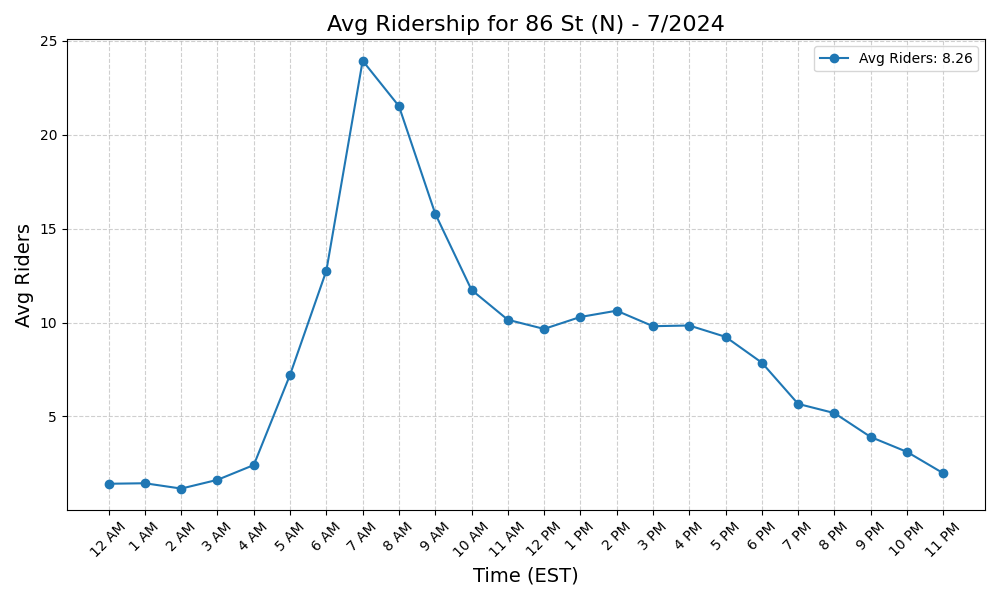 Avg Ridership for 86 St (N) - 7/2024
Avg Riders: 8.26
Avg Riders
25
20
15
10
5
12 AM
1 AM
2 AM
3 AM
4 AM
5 AM
6 AM
7 AM
8 AM
9 AM
10 AM
11 AM
12 PM
1 PM
2 PM
3 PM
4 PM
5 PM
6 PM
7 PM
8 PM
9 PM
10 PM
11 PM
Time (EST)